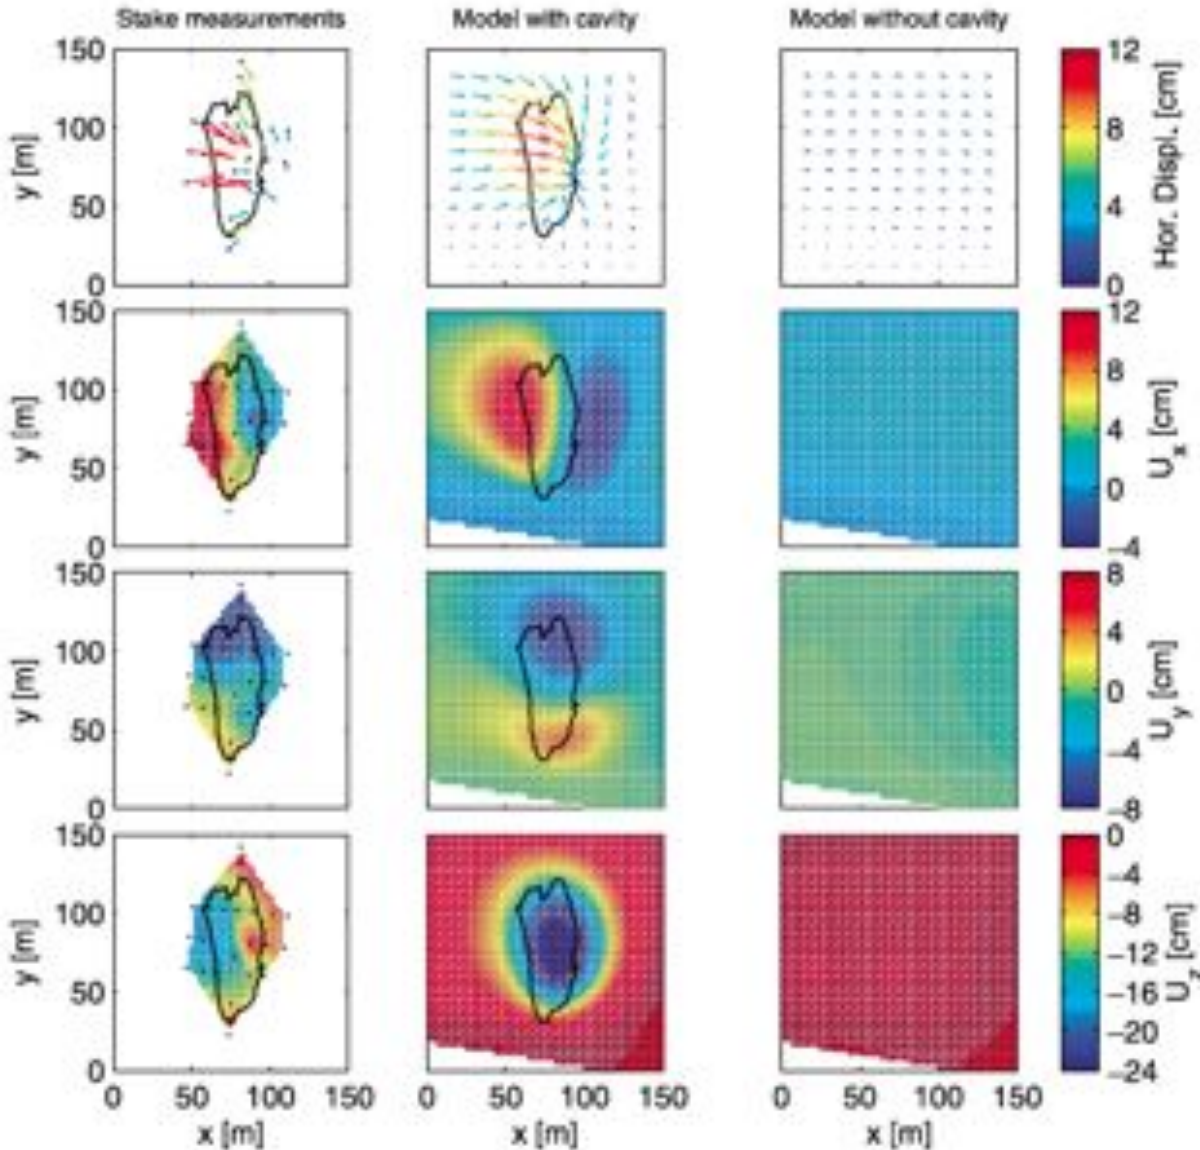 Stake measurements Model with cavity Model without cavity
150 12
100 8
y [m] Hor. Displ. [cm]
50 4
0 0
150 12
100 8
y [m] 4 U_x [cm]
50 0
0 -4
150 8
100 4
y [m] 0 U_y [cm]
50 -4
0 -8
150 0
-4
100 -8
y [m] -12 U_z [cm]
50 -16
-20
0 -24
0 50 100 150 0 50 100 150 0 50 100 150
x [m] x [m] x [m]